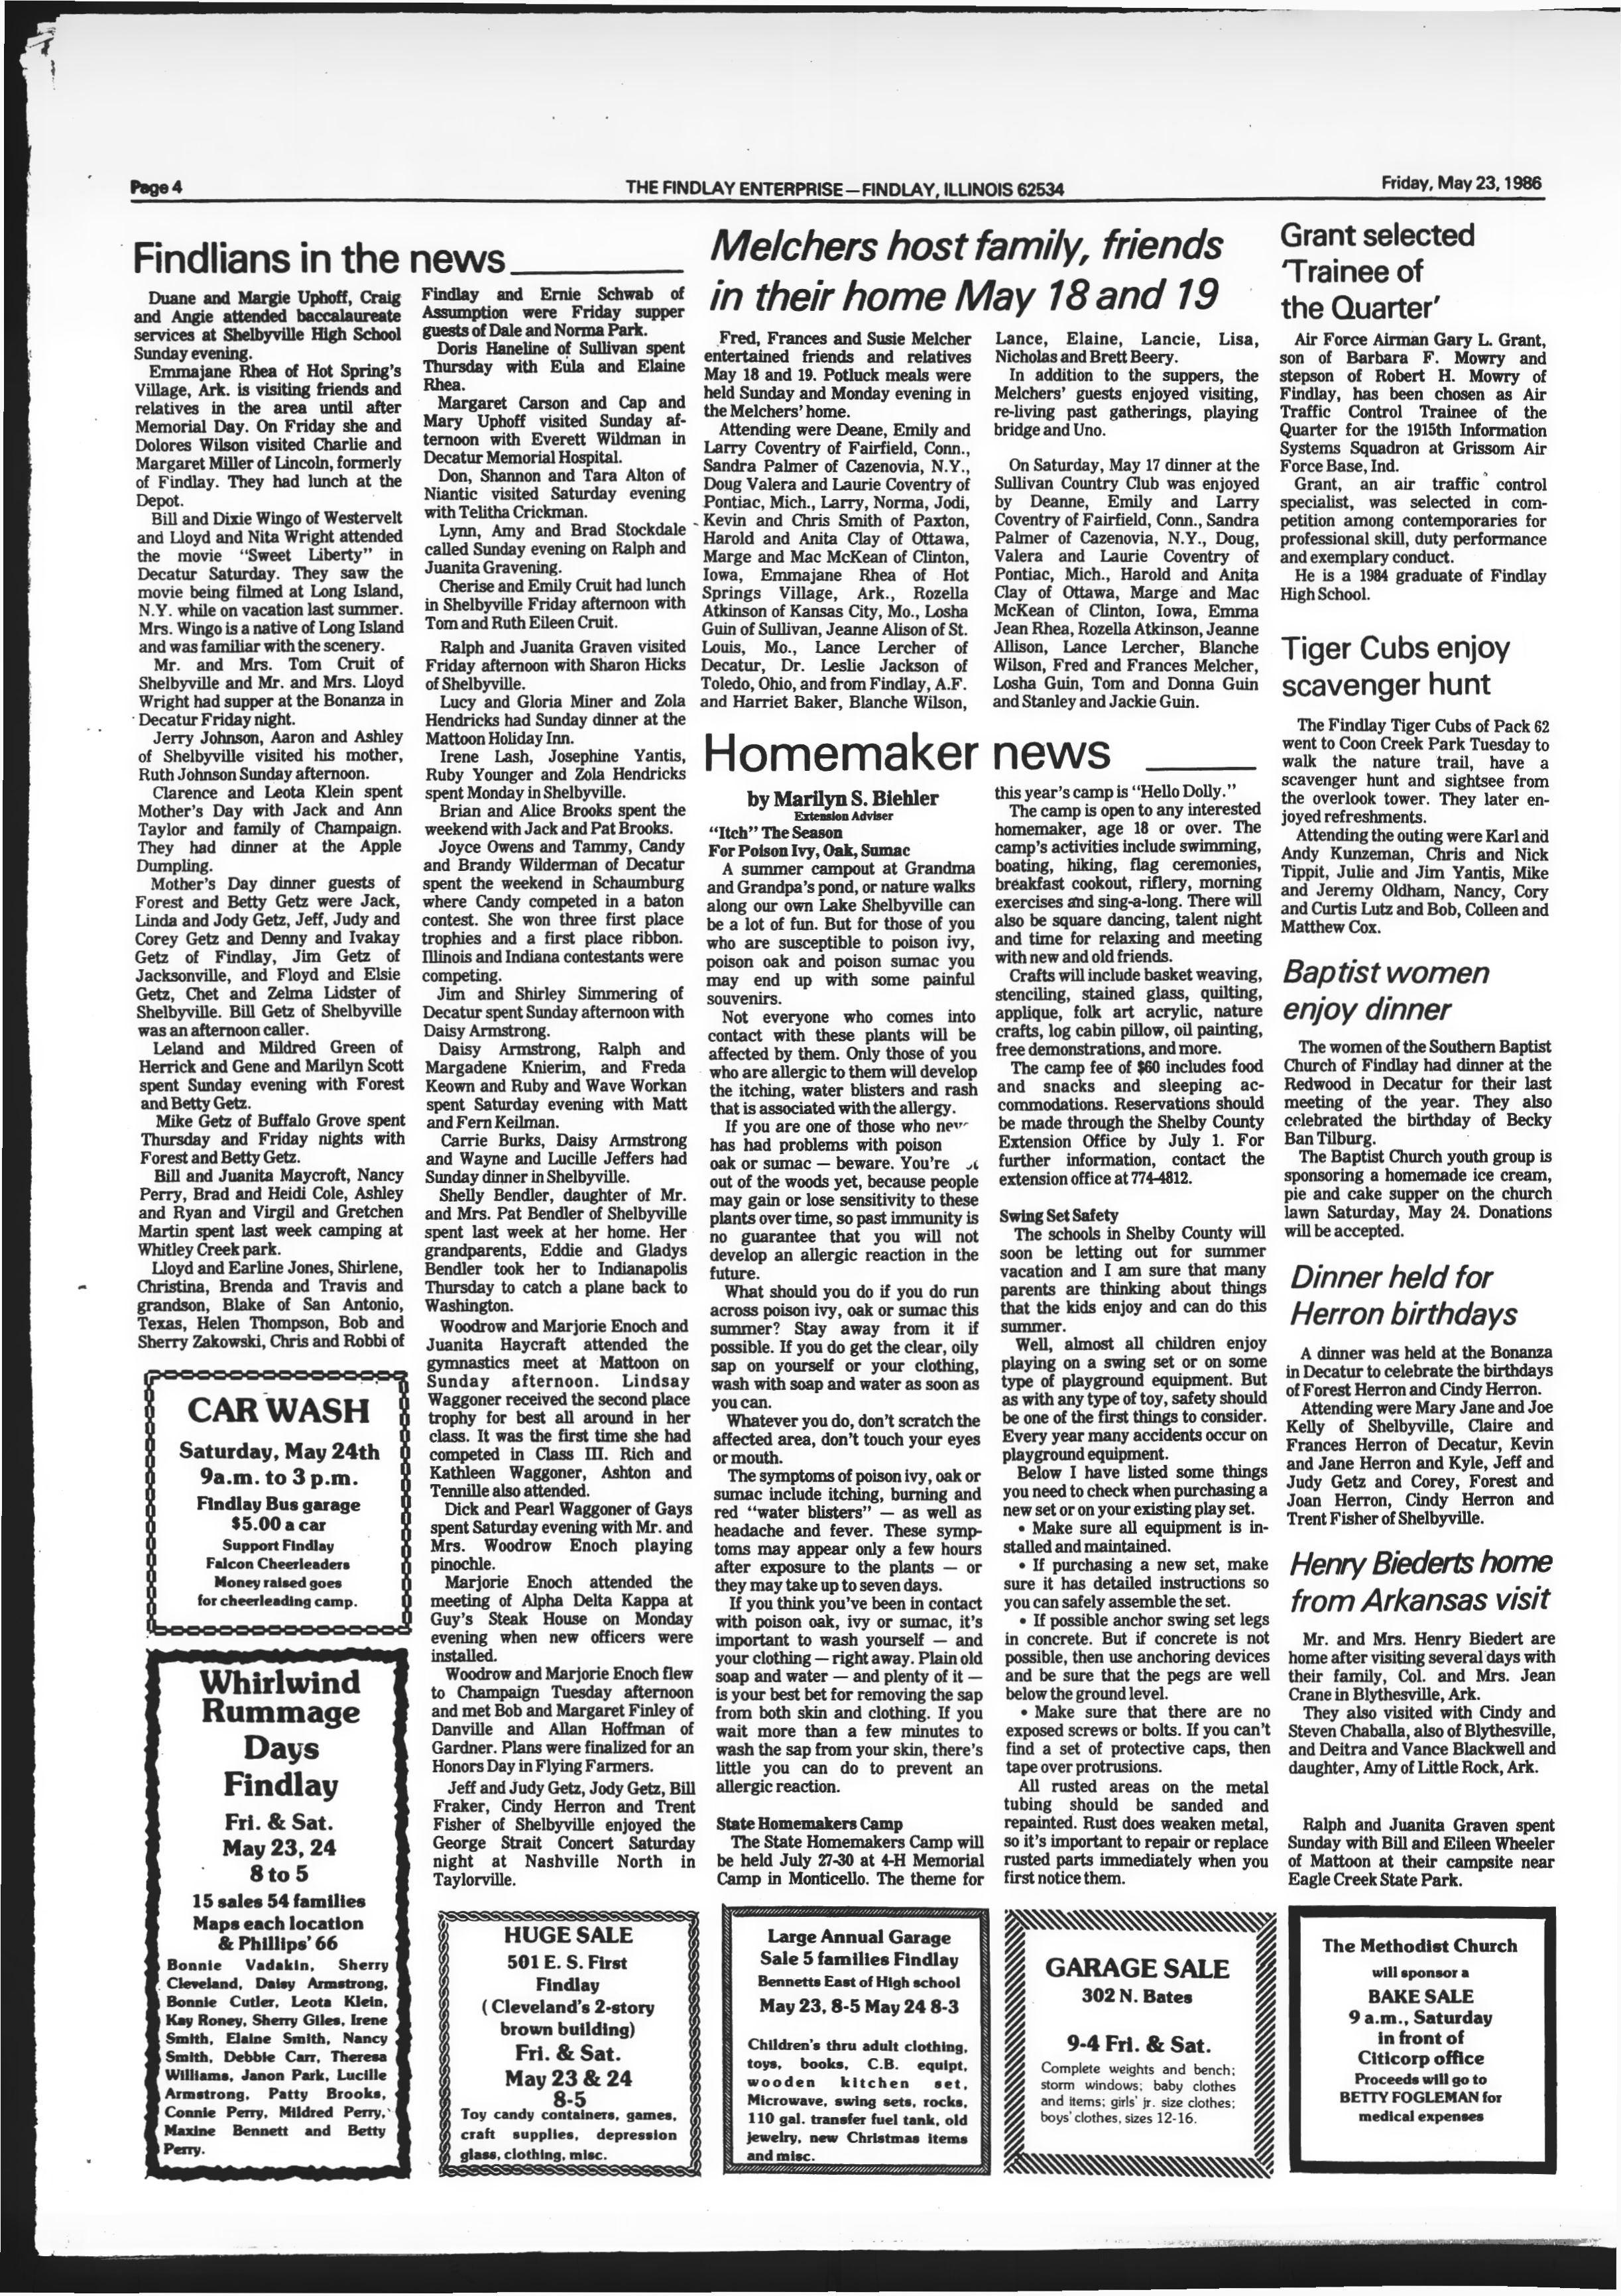 Page 4
THE FINDLAY ENTERPRISE—FINDLAY, ILLINOIS 62534
Friday, May 23, 1986
Findlians in the news
Duane and Margie Uphoff, Craig
and Angie attended baccalaureate
services at Shelbyville High School
Sunday evening.
Emmajane Rhea of Hot Spring's
Village, Ark. is visiting friends and
relatives in the area until after
Memorial Day. On Friday she and
Dolores Wilson visited Charlie and
Margaret Miller of Lincoln, formerly
of Findlay. They had lunch at the
Depot.
Bill and Dixie Wingo of Westervelt
and Lloyd and Nita Wright attended
the movie "Sweet Liberty" in
Decatur Saturday. They saw the
movie being filmed at Long Island,
N.Y. while on vacation last summer.
Mrs. Wingo is a native of Long Island
and was familiar with the scenery.
Mr. and Mrs. Tom Cruit of
Shelbyville and Mr. and Mrs. Lloyd
Wright had supper at the Bonanza in
Decatur Friday night.
Jerry Johnson, Aaron and Ashley
of Shelbyville visited his mother,
Ruth Johnson Sunday afternoon.
Clarence and Leota Klein spent
Mother's Day with Jack and Ann
Taylor and family of Champaign.
They had dinner at the Apple
Dumpling.
Mother's Day dinner guests of
Forest and Betty Getz were Jack,
Linda and Jody Getz, Jeff, Judy and
Corey Getz and Denny and Ivakay
Getz of Findlay, Jim Getz of
Jacksonville, and Floyd and Elsie
Getz, Chet and Zelma Lidster of
Shelbyville. Bill Getz of Shelbyville
was an afternoon caller.
Leland and Mildred Green of
Herrick and Gene and Marilyn Scott
spent Sunday evening with Forest
and Betty Getz.
Mike Getz of Buffalo Grove spent
Thursday and Friday nights with
Forest and Betty Getz.
Bill and Juanita Maycroft, Nancy
Perry, Brad and Heidi Cole, Ashley
and Ryan and Virgil and Gretchen
Martin spent last week camping at
Whitley Creek park.
Lloyd and Earline Jones, Shirlene,
Christina, Brenda and Travis and
grandson, Blake of San Antonio,
Texas, Helen Thompson, Bob and
Sherry Zakowski, Chris and Robbi of
Findlay and Ernie Schwab of
Assumption were Friday supper
guests of Dale and Norma Park.
Doris Haneline of Sullivan spent
Thursday with Eula and Elaine
Rhea.
Margaret Carson and Cap and
Mary Uphoff visited Sunday af-
ternoon with Everett Wildman in
Decatur Memorial Hospital.
Don, Shannon and Tara Alton of
Niantic visited Saturday evening
with Telitha Crickman.
Lynn, Amy and Brad Stockdale
called Sunday evening on Ralph and
Juanita Gravening.
Cherise and Emily Cruit had lunch
in Shelbyville Friday afternoon with
Tom and Ruth Eileen Cruit.
Ralph and Juanita Graven visited
Friday afternoon with Sharon Hicks
of Shelbyville.
Lucy and Gloria Miner and Zola
Hendricks had Sunday dinner at the
Mattoon Holiday Inn.
Irene Lash, Josephine Yantis,
Ruby Younger and Zola Hendricks
spent Monday in Shelbyville.
Brian and Alice Brooks spent the
weekend with Jack and Pat Brooks.
Joyce Owens and Tammy, Candy
and Brandy Wilderman of Decatur
spent the weekend in Schaumburg
where Candy competed in a baton
contest. She won three first place
trophies and a first place ribbon.
Illinois and Indiana contestants were
competing.
Jim and Shirley Simmering of
Decatur spent Sunday afternoon with
Daisy Armstrong.
Daisy Armstrong, Ralph and
Margadene Knierim, and Freda
Keown and Ruby and Wave Workan
spent Saturday evening with Matt
and Fern Keilman.
Carrie Burks, Daisy Armstrong
and Wayne and Lucille Jeffers had
Sunday dinner in Shelbyville.
Shelly Bendler, daughter of Mr.
and Mrs. Pat Bendler of Shelbyville
spent last week at her home. Her
grandparents, Eddie and Gladys
Bendler took her to Indianapolis
Thursday to catch a plane back to
Washington.
Woodrow and Marjorie Enoch and
Juanita Haycraft attended the
gymnastics meet at Mattoon on
Sunday afternoon. Lindsay
Waggoner received the second place
trophy for best all around in her
class. It was the first time she had
competed in Class III. Rich and
Kathleen Waggoner, Ashton and
Tennille also attended.
Dick and Pearl Waggoner of Gays
spent Saturday evening with Mr. and
Mrs. Woodrow Enoch playing
pinochle.
Marjorie Enoch attended the
meeting of Alpha Delta Kappa at
Guy's Steak House on Monday
evening when new officers were
installed.
Woodrow and Marjorie Enoch flew
to Champaign Tuesday afternoon
and met Bob and Margaret Finley of
Danville and Allan Hoffman of
Gardner. Plans were finalized for an
Honors Day in Flying Farmers.
Jeff and Judy Getz, Jody Getz, Bill
Fraker, Cindy Herron and Trent
Fisher of Shelbyville enjoyed the
George Strait Concert Saturday
night at Nashville North in
Taylorville.
Melchers host family, friends
in their home May 18 and 19
Fred, Frances and Susie Melcher
entertained friends and relatives
May 18 and 19. Potluck meals were
held Sunday and Monday evening in
the Melchers' home.
Attending were Deane, Emily and
Larry Coventry of Fairfield, Conn.,
Sandra Palmer of Cazenovia, N.Y.,
Doug Valera and Laurie Coventry of
Pontiac, Mich., Larry, Norma, Jodi,
Kevin and Chris Smith of Paxton,
Harold and Anita Clay of Ottawa,
Marge and Mac McKean of Clinton,
Iowa, Emmajane Rhea of Hot
Springs Village, Ark., Rozella
Atkinson of Kansas City, Mo., Losha
Guin of Sullivan, Jeanne Alison of St.
Louis, Mo., Lance Lercher of
Decatur, Dr. Leslie Jackson of
Toledo, Ohio, and from Findlay, A.F.
and Harriet Baker, Blanche Wilson,
Lance, Elaine, Lancie, Lisa,
Nicholas and Brett Beery.
In addition to the suppers, the
Melchers' guests enjoyed visiting,
re-living past gatherings, playing
bridge and Uno.
On Saturday, May 17 dinner at the
Sullivan Country Club was enjoyed
by Deanne, Emily and Larry
Coventry of Fairfield, Conn., Sandra
Palmer of Cazenovia, N.Y., Doug,
Valera and Laurie Coventry of
Pontiac, Mich., Harold and Anita
Clay of Ottawa, Marge and Mac
McKean of Clinton, Iowa, Emma
Jean Rhea, Rozella Atkinson, Jeanne
Allison, Lance Lercher, Blanche
Wilson, Fred and Frances Melcher,
Losha Guin, Tom and Donna Guin
and Stanley and Jackie Guin.
Homemaker news
by Marilyn S. Biehler
Extension Adviser
"Itch" The Season
For Poison Ivy, Oak, Sumac
A summer campout at Grandma
and Grandpa's pond, or nature walks
along our own Lake Shelbyville can
be a lot of fun. But for those of you
who are susceptible to poison ivy,
poison oak and poison sumac you
may end up with some painful
souvenirs.
Not everyone who comes into
contact with these plants will be
affected by them. Only those of you
who are allergic to them will develop
the itching, water blisters and rash
that is associated with the allergy.
If you are one of those who
has had problems with poison
oak or sumac — beware. You're
out of the woods yet, because people
may gain or lose sensitivity to these
plants over time, so past immunity is
no guarantee that you will not
develop an allergic reaction in the
future.
What should you do if you do run
across poison ivy, oak or sumac this
summer? Stay away from it if
possible. If you do get the clear, oily
sap on yourself or your clothing,
wash with soap and water as soon as
you can.
Whatever you do, don't scratch the
affected area, don't touch your eyes
or mouth.
The symptoms of poison ivy, oak or
sumac include itching, burning and
red "water blisters" — as well as
headache and fever. These symp-
toms may appear only a few hours
after exposure to the plants — or
they may take up to seven days.
If you think you've been in contact
with poison oak, ivy or sumac, it's
important to wash yourself — and
your clothing — right away. Plain old
soap and water — and plenty of it —
is your best bet for removing the sap
from both skin and clothing. If you
wait more than a few minutes to
wash the sap from your skin, there's
little you can do to prevent an
allergic reaction.
State Homemakers Camp
The State Homemakers Camp will
be held July 27-30 at 4-H Memorial
Camp in Monticello. The theme for
this year's camp is "Hello Dolly."
The camp is open to any interested
homemaker, age 18 or over. The
camp's activities include swimming,
boating, hiking, flag ceremonies,
breakfast cookout, riflery, morning
exercises and sing-a-long. There will
also be square dancing, talent night
and time for relaxing and meeting
with new and old friends.
Crafts will include basket weaving,
stenciling, stained glass, quilting,
applique, folk art acrylic, nature
crafts, log cabin pillow, oil painting,
free demonstrations, and more.
The camp fee of $60 includes food
and snacks and sleeping ac-
commodations. Reservations should
be made through the Shelby County
Extension Office by July 1. For
further information, contact the
extension office at 774-4812.
Swing Set Safety
The schools in Shelby County will
soon be letting out for summer
vacation and I am sure that many
parents are thinking about things
that the kids enjoy and can do this
summer.
Well, almost all children enjoy
playing on a swing set or on some
type of playground equipment. But
as with any type of toy, safety should
be one of the first things to consider.
Every year many accidents occur on
playground equipment.
Below I have listed some things
you need to check when purchasing a
new set or on your existing play set.
• Make sure all equipment is in-
stalled and maintained.
• If purchasing a new set, make
sure it has detailed instructions so
you can safely assemble the set.
• If possible anchor swing set legs
in concrete. But if concrete is not
possible, then use anchoring devices
and be sure that the pegs are well
below the ground level.
• Make sure that there are no
exposed screws or bolts. If you can't
find a set of protective caps, then
tape over protrusions.
All rusted areas on the metal
tubing should be sanded and
repainted. Rust does weaken metal,
so it's important to repair or replace
rusted parts immediately when you
first notice them.
Grant selected
'Trainee of
the Quarter'
Air Force Airman Gary L. Grant,
son of Barbara F. Mowry and
stepson of Robert H. Mowry of
Findlay, has been chosen as Air
Traffic Control Trainee of the
Quarter for the 1915th Information
Systems Squadron at Grissom Air
Force Base, Ind.
Grant, an air traffic control
specialist, was selected in com-
petition among contemporaries for
professional skill, duty performance
and exemplary conduct.
He is a 1984 graduate of Findlay
High School.
Tiger Cubs enjoy
scavenger hunt
The Findlay Tiger Cubs of Pack 62
went to Coon Creek Park Tuesday to
walk the nature trail, have a
scavenger hunt and sightsee from
the overlook tower. They later en-
joyed refreshments.
Attending the outing were Karl and
Andy Kunzeman, Chris and Nick
Tippit, Julie and Jim Yantis, Mike
and Jeremy Oldham, Nancy, Cory
and Curtis Lutz and Bob, Colleen and
Matthew Cox.
Baptist women
enjoy dinner
The women of the Southern Baptist
Church of Findlay had dinner at the
Redwood in Decatur for their last
meeting of the year. They also
celebrated the birthday of Becky
Ban Tilburg.
The Baptist Church youth group is
sponsoring a homemade ice cream,
pie and cake supper on the church
lawn Saturday, May 24. Donations
will be accepted.
Dinner held for
Herron birthdays
A dinner was held at the Bonanza
in Decatur to celebrate the birthdays
of Forest Herron and Cindy Herron.
Attending were Mary Jane and Joe
Kelly of Shelbyville, Claire and
Frances Herron of Decatur, Kevin
and Jane Herron and Kyle, Jeff and
Judy Getz and Corey, Forest and
Joan Herron, Cindy Herron and
Trent Fisher of Shelbyville.
Henry Biederts home
from Arkansas visit
Mr. and Mrs. Henry Biedert are
home after visiting several days with
their family, Col. and Mrs. Jean
Crane in Blythesville, Ark.
They also visited with Cindy and
Steven Chaballa, also of Blythesville,
and Deitra and Vance Blackwell and
daughter, Amy of Little Rock, Ark.
Ralph and Juanita Graven spent
Sunday with Bill and Eileen Wheeler
of Mattoon at their campsite near
Eagle Creek State Park.
CAR WASH
Saturday, May 24th
9a.m. to 3 p.m.
Findlay Bus garage
$5.00 a car
Support Findlay
Falcon Cheerleaders
Money raised goes
for cheerleading camp.
Whirlwind
Rummage
Days
Findlay
Fri. & Sat.
May 23, 24
8 to 5
15 sales 54 families
Maps each location
& Phillips' 66
Bonnie Vadakin, Sherry
Cleveland, Daisy Armstrong,
Bonnie Cutler, Leota Klein,
Kay Roney, Sherry Giles, Irene
Smith, Elaine Smith, Nancy
Smith, Debbie Carr, Theresa
Williams, Janon Park, Lucille
Armstrong, Patty Brooks,
Connie Perry, Mildred Perry,
Maxine Bennett and Betty
Perry.
HUGE SALE
501 E. S. First
Findlay
(Cleveland's 2-story
brown building)
Fri. & Sat.
May 23 & 24
8-5
Toy candy containers, games,
craft supplies, depression
glass, clothing, misc.
Large Annual Garage
Sale 5 families Findlay
Bennetts East of High school
May 23, 8-5 May 24 8-3
Children's thru adult clothing,
toys, books, C.B. equipt,
wooden kitchen set,
Microwave, swing sets, rocks,
110 gal. transfer fuel tank, old
jewelry, new Christmas items
and misc.
GARAGE SALE
302 N. Bates
9-4 Fri. & Sat.
Complete weights and bench;
storm windows; baby clothes
and items; girls' jr. size clothes;
boys' clothes, sizes 12-16.
The Methodist Church
will sponsor a
BAKE SALE
9 a.m., Saturday
in front of
Citicorp office
Proceeds will go to
BETTY FOGLEMAN for
medical expenses